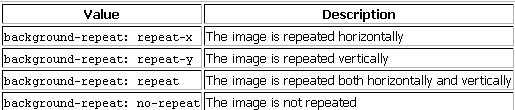 Value Description
background-repeat: repeat-x The image is repeated horizontally
background-repeat: repeat-y The image is repeated vertically
background-repeat: repeat The image is repeated both horizontally and vertically
background-repeat: no-repeat The image is not repeated